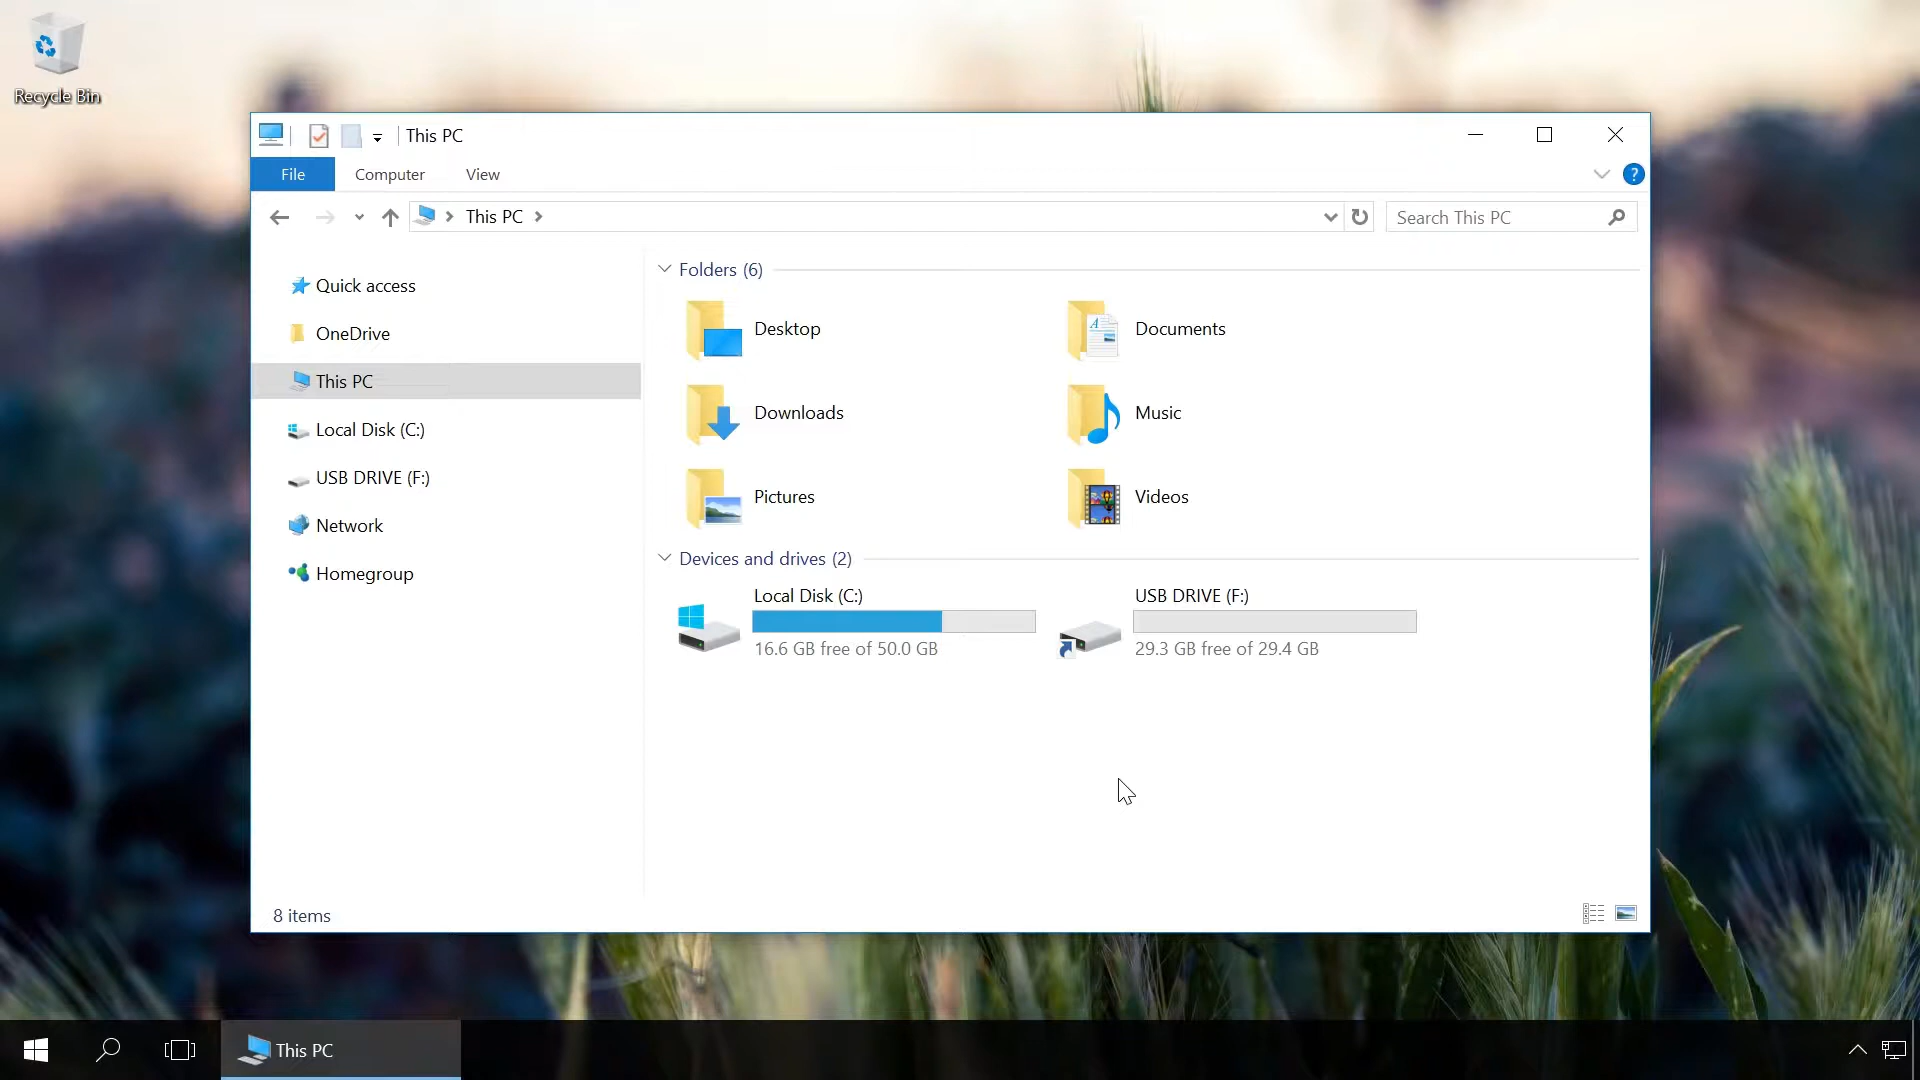 Recycle Bin
This PC
File Computer View
?
This PC
Search This PC
Quick access
OneDrive
This PC
Local Disk (C:)
USB DRIVE (F:)
Network
Homegroup
Folders (6)
Desktop
Documents
Downloads
Music
Pictures
Videos
Devices and drives (2)
Local Disk (C:)
16.6 GB free of 50.0 GB
USB DRIVE (F:)
29.3 GB free of 29.4 GB
8 items
This PC